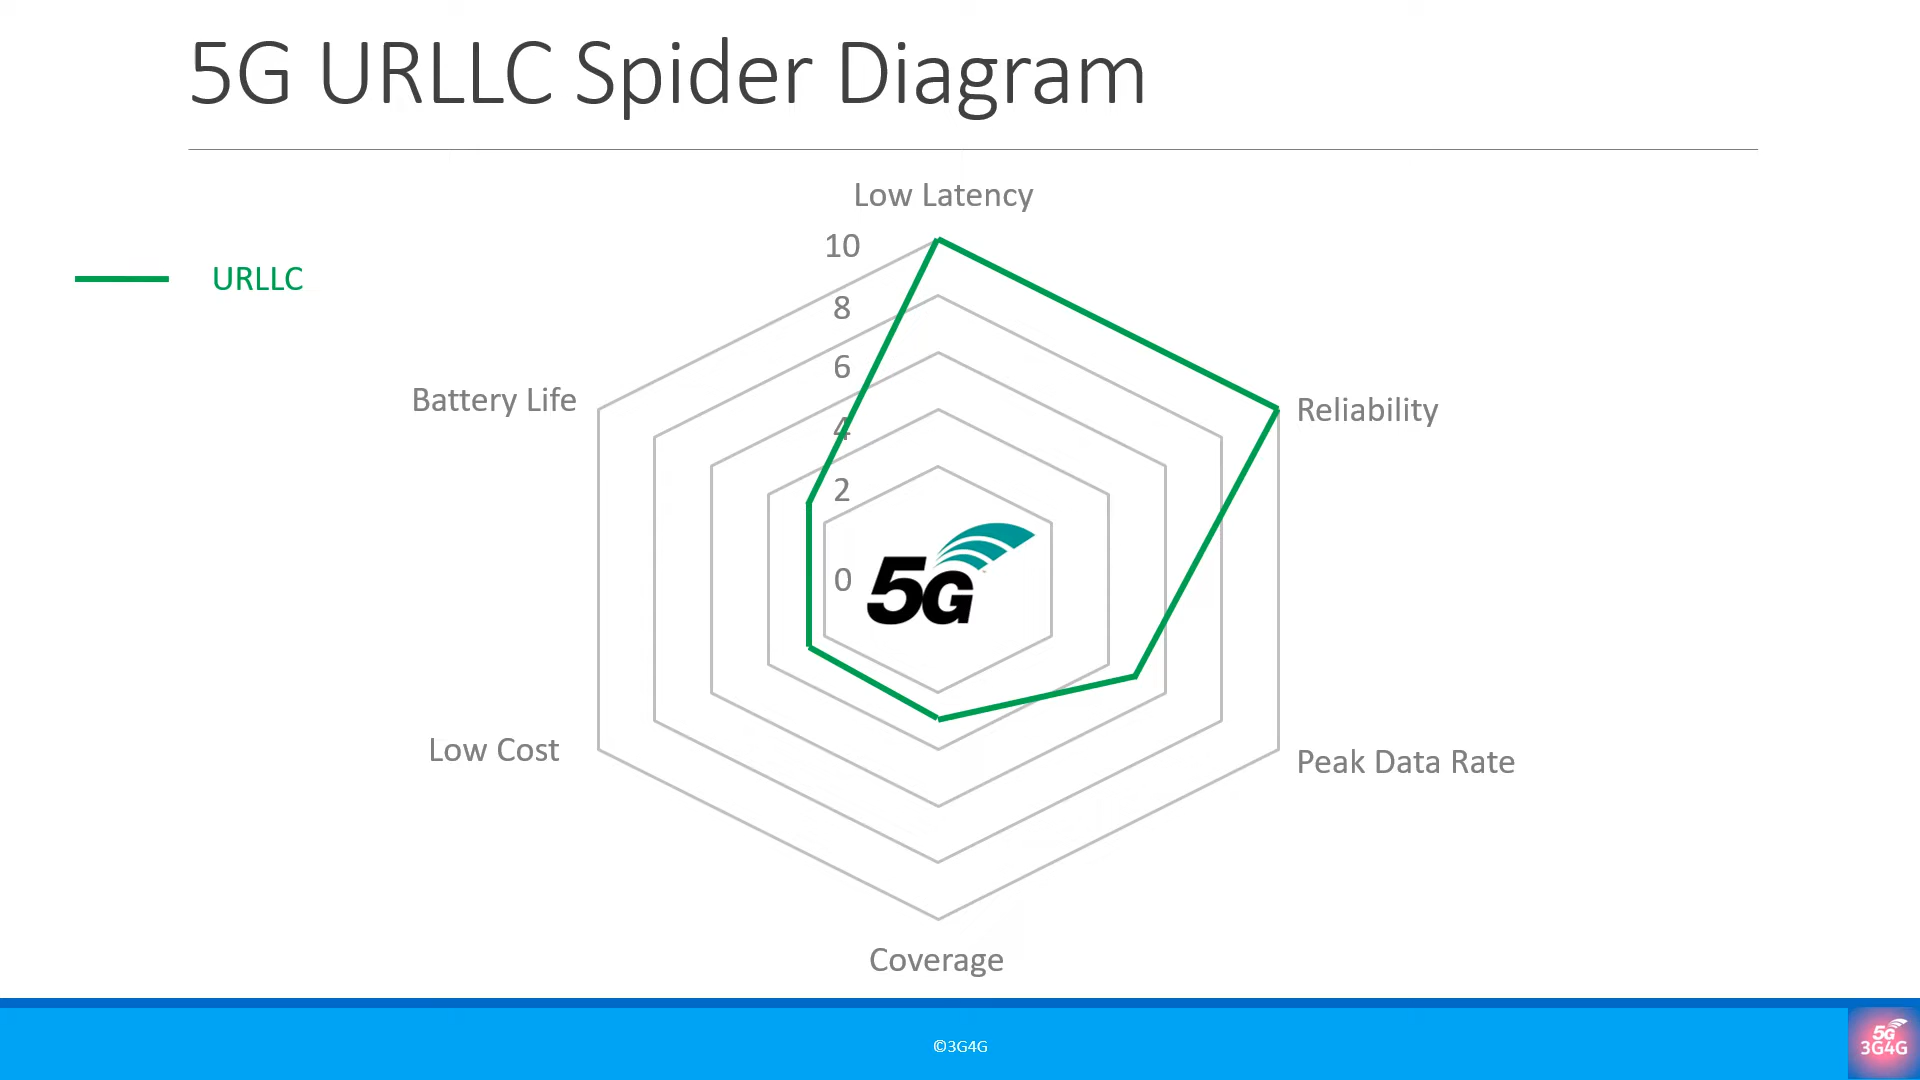 5G URLLC Spider Diagram
Low Latency
10
URLLC
8
6
Battery Life
Reliability
4
2
0
5G
Low Cost
Peak Data Rate
Coverage
©3G4G
5G
3G4G